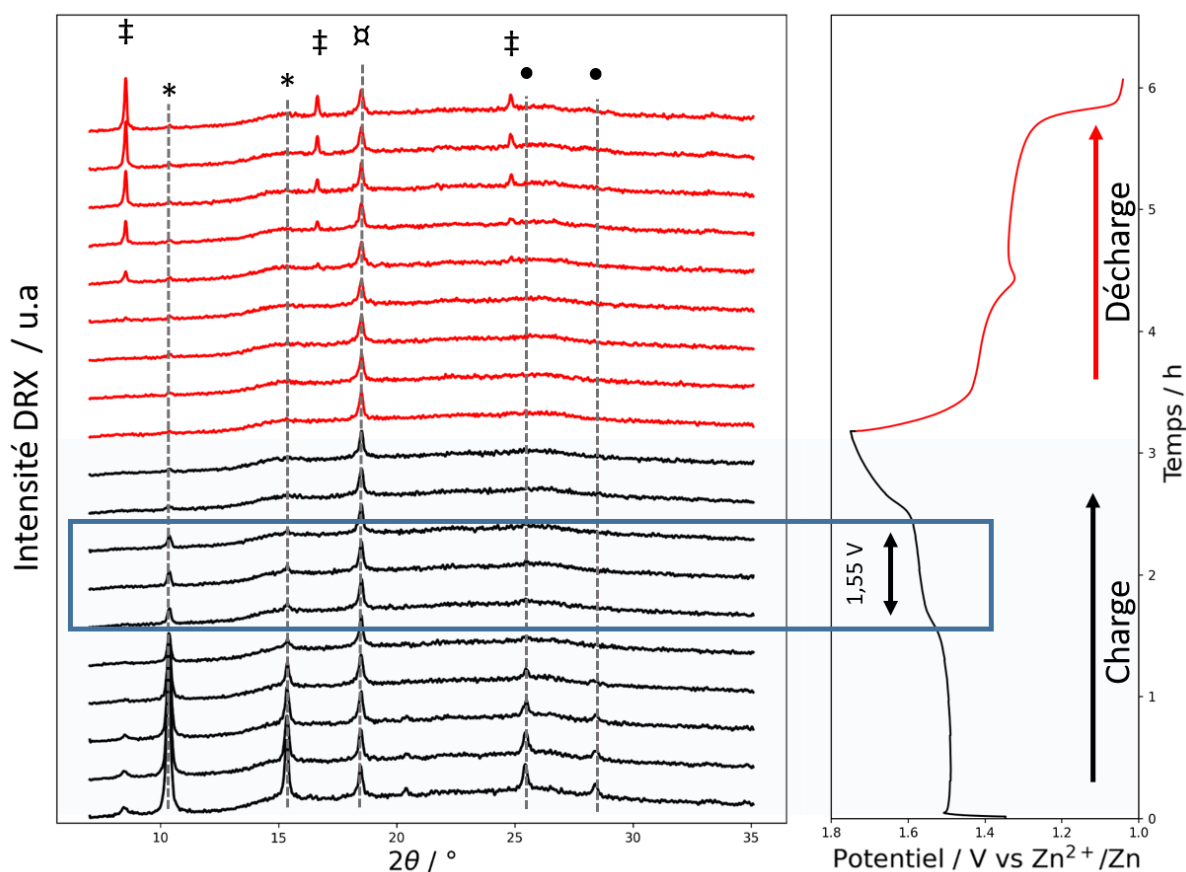 ‡ ‡ ¤ ‡
* * • •
Intensité DRX / u.a
10 15 20 25 30 35
2θ / °
6
5
4
3
2
1
0
Temps / h
Décharge
Charge
1,55 V
1.8 1.6 1.4 1.2 1.0
Potentiel / V vs Zn²⁺/Zn